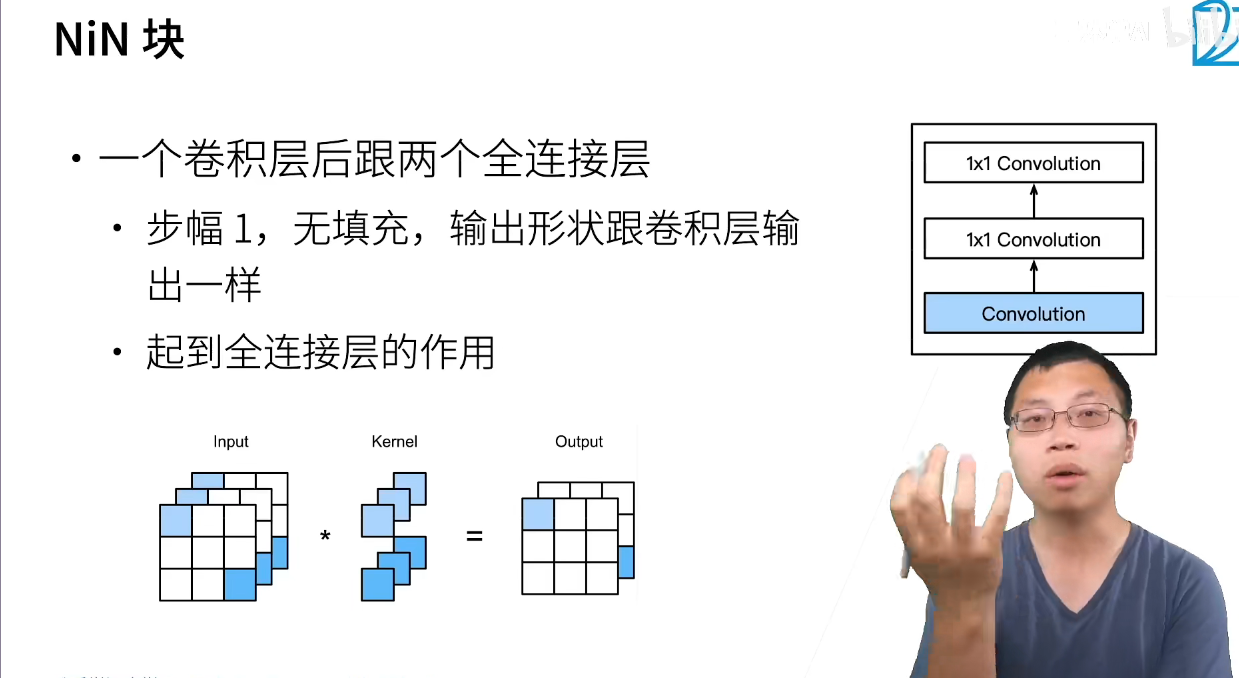 NiN 块
• 一个卷积层后跟两个全连接层
• 步幅 1，无填充，输出形状跟卷积层输
出一样
• 起到全连接层的作用
1x1 Convolution
1x1 Convolution
Convolution
Input
Kernel
Output
*
=